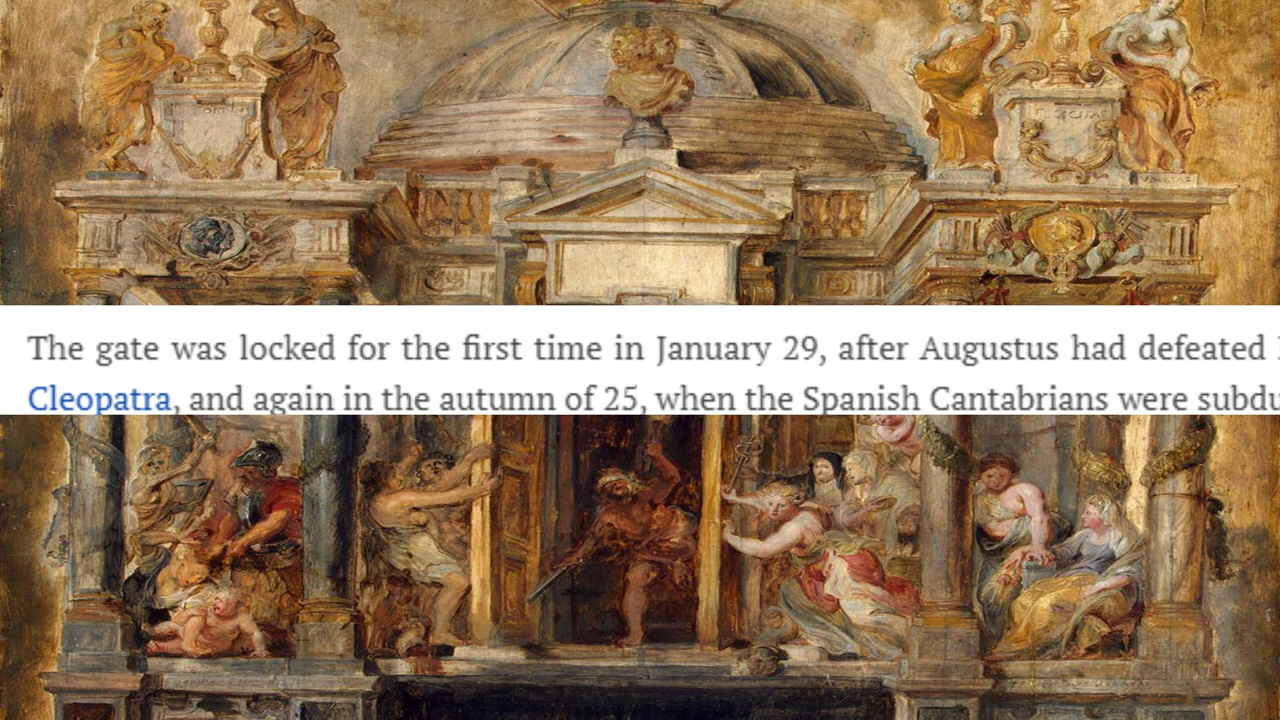 The gate was locked for the first time in January 29, after Augustus had defeated
Cleopatra, and again in the autumn of 25, when the Spanish Cantabrians were subdu